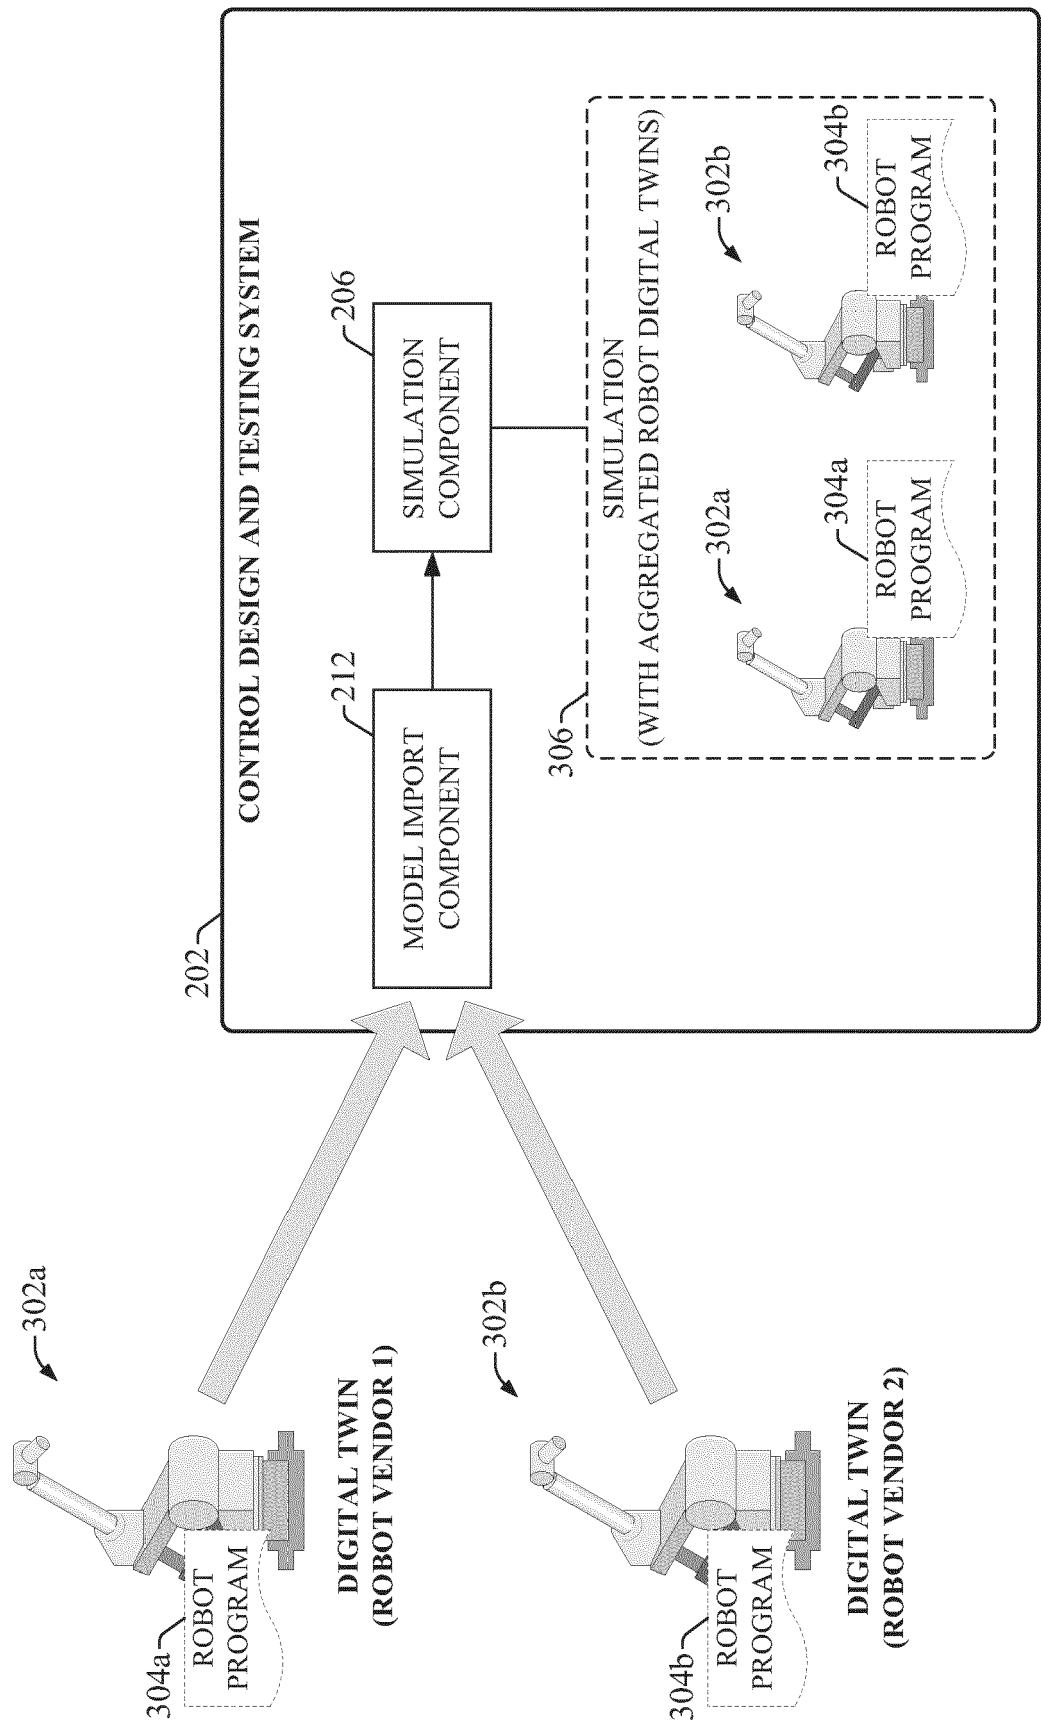 304a
ROBOT
PROGRAM
302a
DIGITAL TWIN
(ROBOT VENDOR 1)
304b
ROBOT
PROGRAM
302b
DIGITAL TWIN
(ROBOT VENDOR 2)
202
CONTROL DESIGN AND TESTING SYSTEM
212
MODEL IMPORT
COMPONENT
206
SIMULATION
COMPONENT
306
SIMULATION
(WITH AGGREGATED ROBOT DIGITAL TWINS)
302a
304a
ROBOT
PROGRAM
302b
304b
ROBOT
PROGRAM